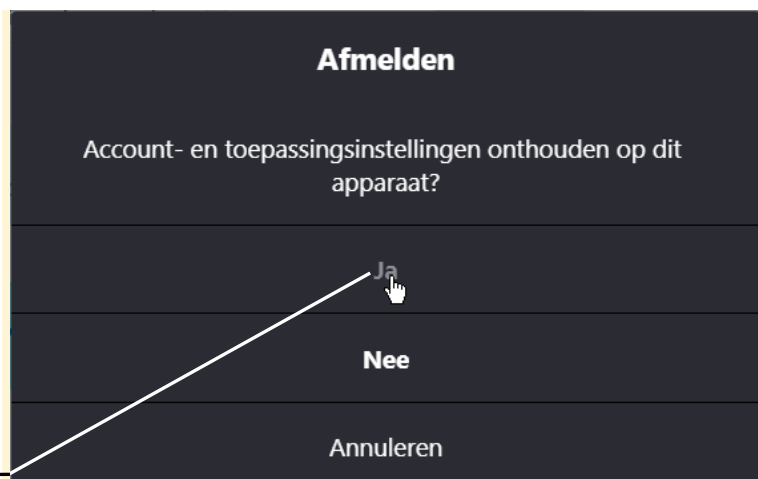 Afmelden
Account- en toepassingsinstellingen onthouden op dit
apparaat?
Ja
Nee
Annuleren